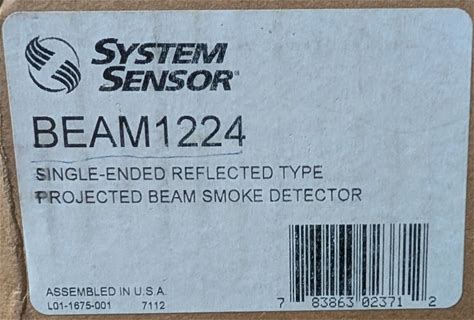 SYSTEM
SENSOR®
BEAM1224
SINGLE-ENDED REFLECTED TYPE
PROJECTED BEAM SMOKE DETECTOR
ASSEMBLED IN U.S.A.
L01-1675-001 7112
7 83863 02371 2